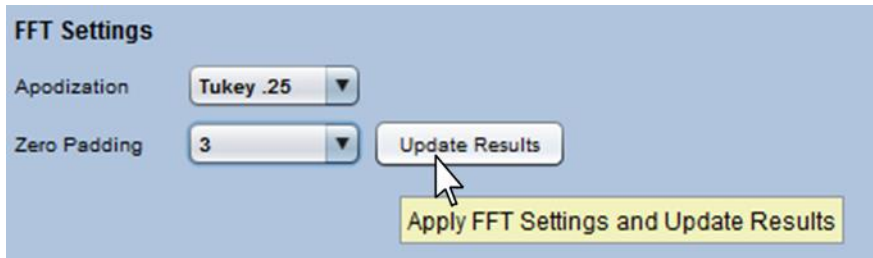 FFT Settings
Apodization Tukey .25
Zero Padding 3 Update Results
Apply FFT Settings and Update Results